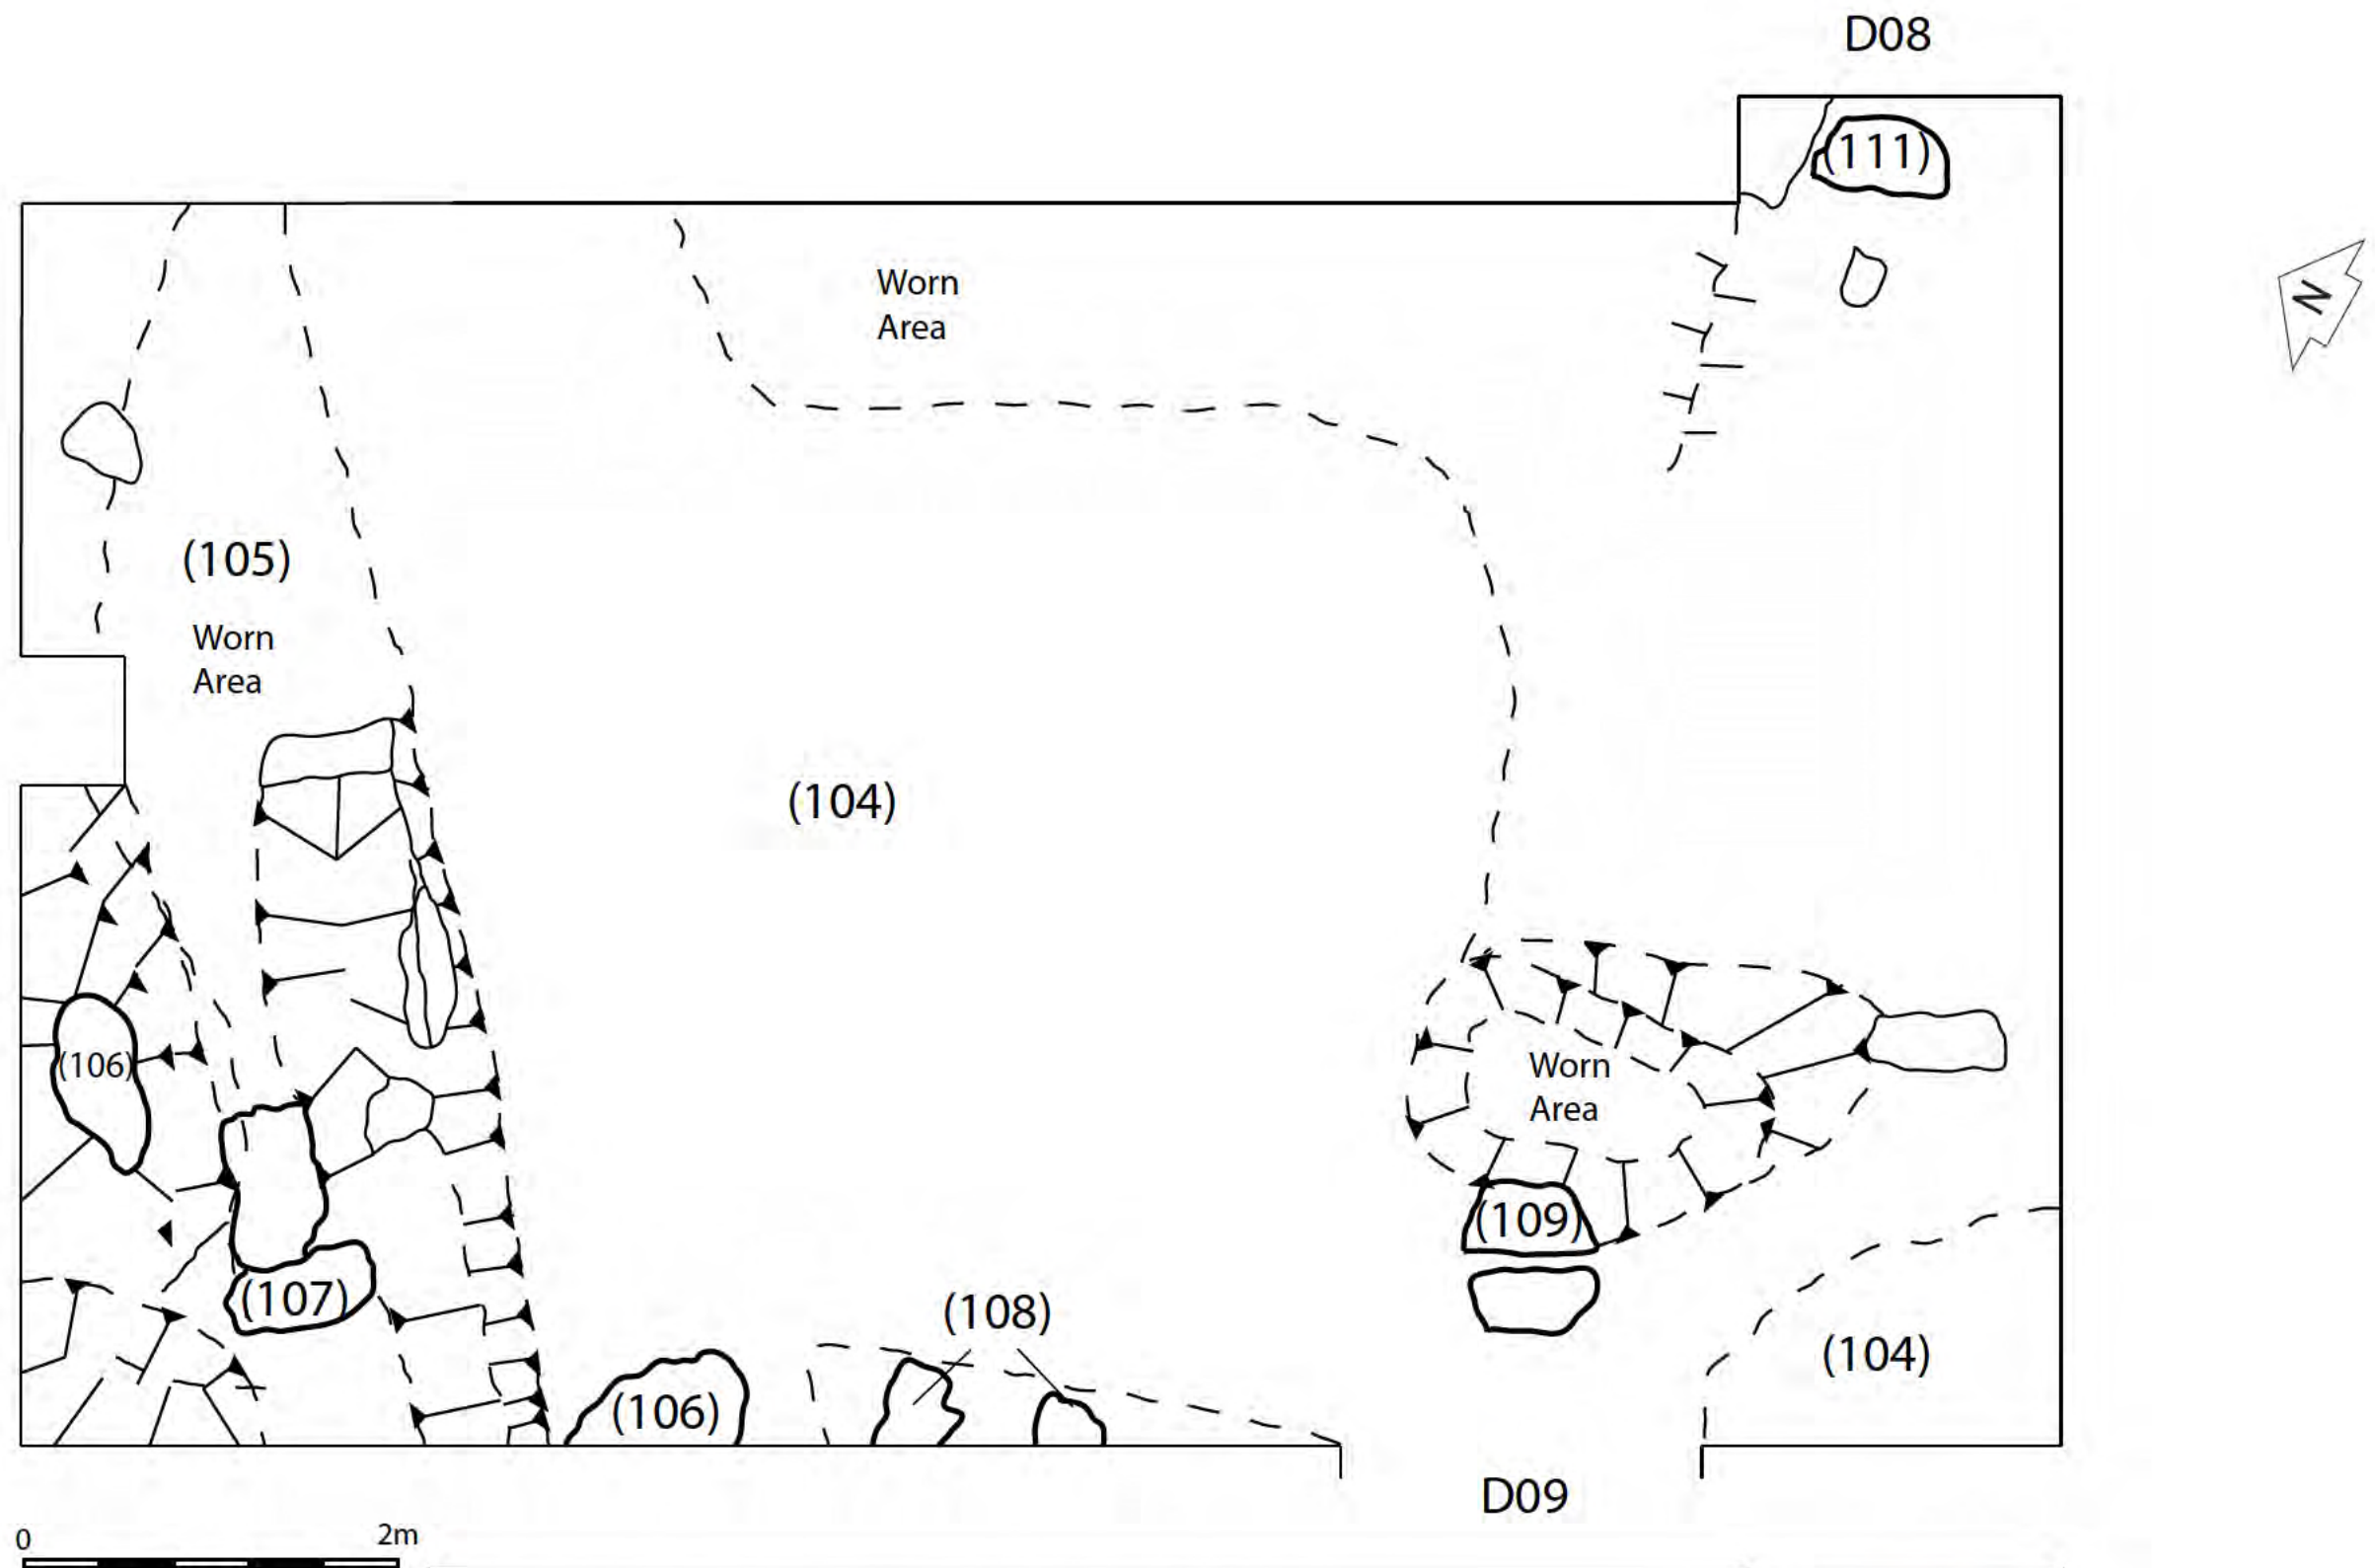 D08
(111)
Worn
Area
N
(105)
Worn
Area
(104)
(106)
Worn
Area
(109)
(107)
(108)
(104)
(106)
D09
0
2m